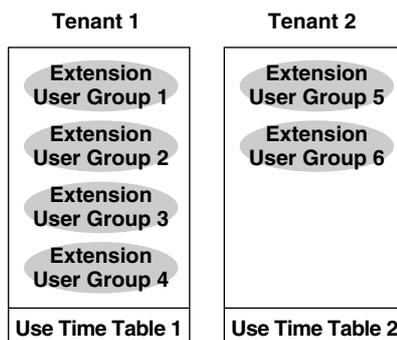 Tenant 1
Extension
User Group 1
Extension
User Group 2
Extension
User Group 3
Extension
User Group 4
Use Time Table 1
Tenant 2
Extension
User Group 5
Extension
User Group 6
Use Time Table 2